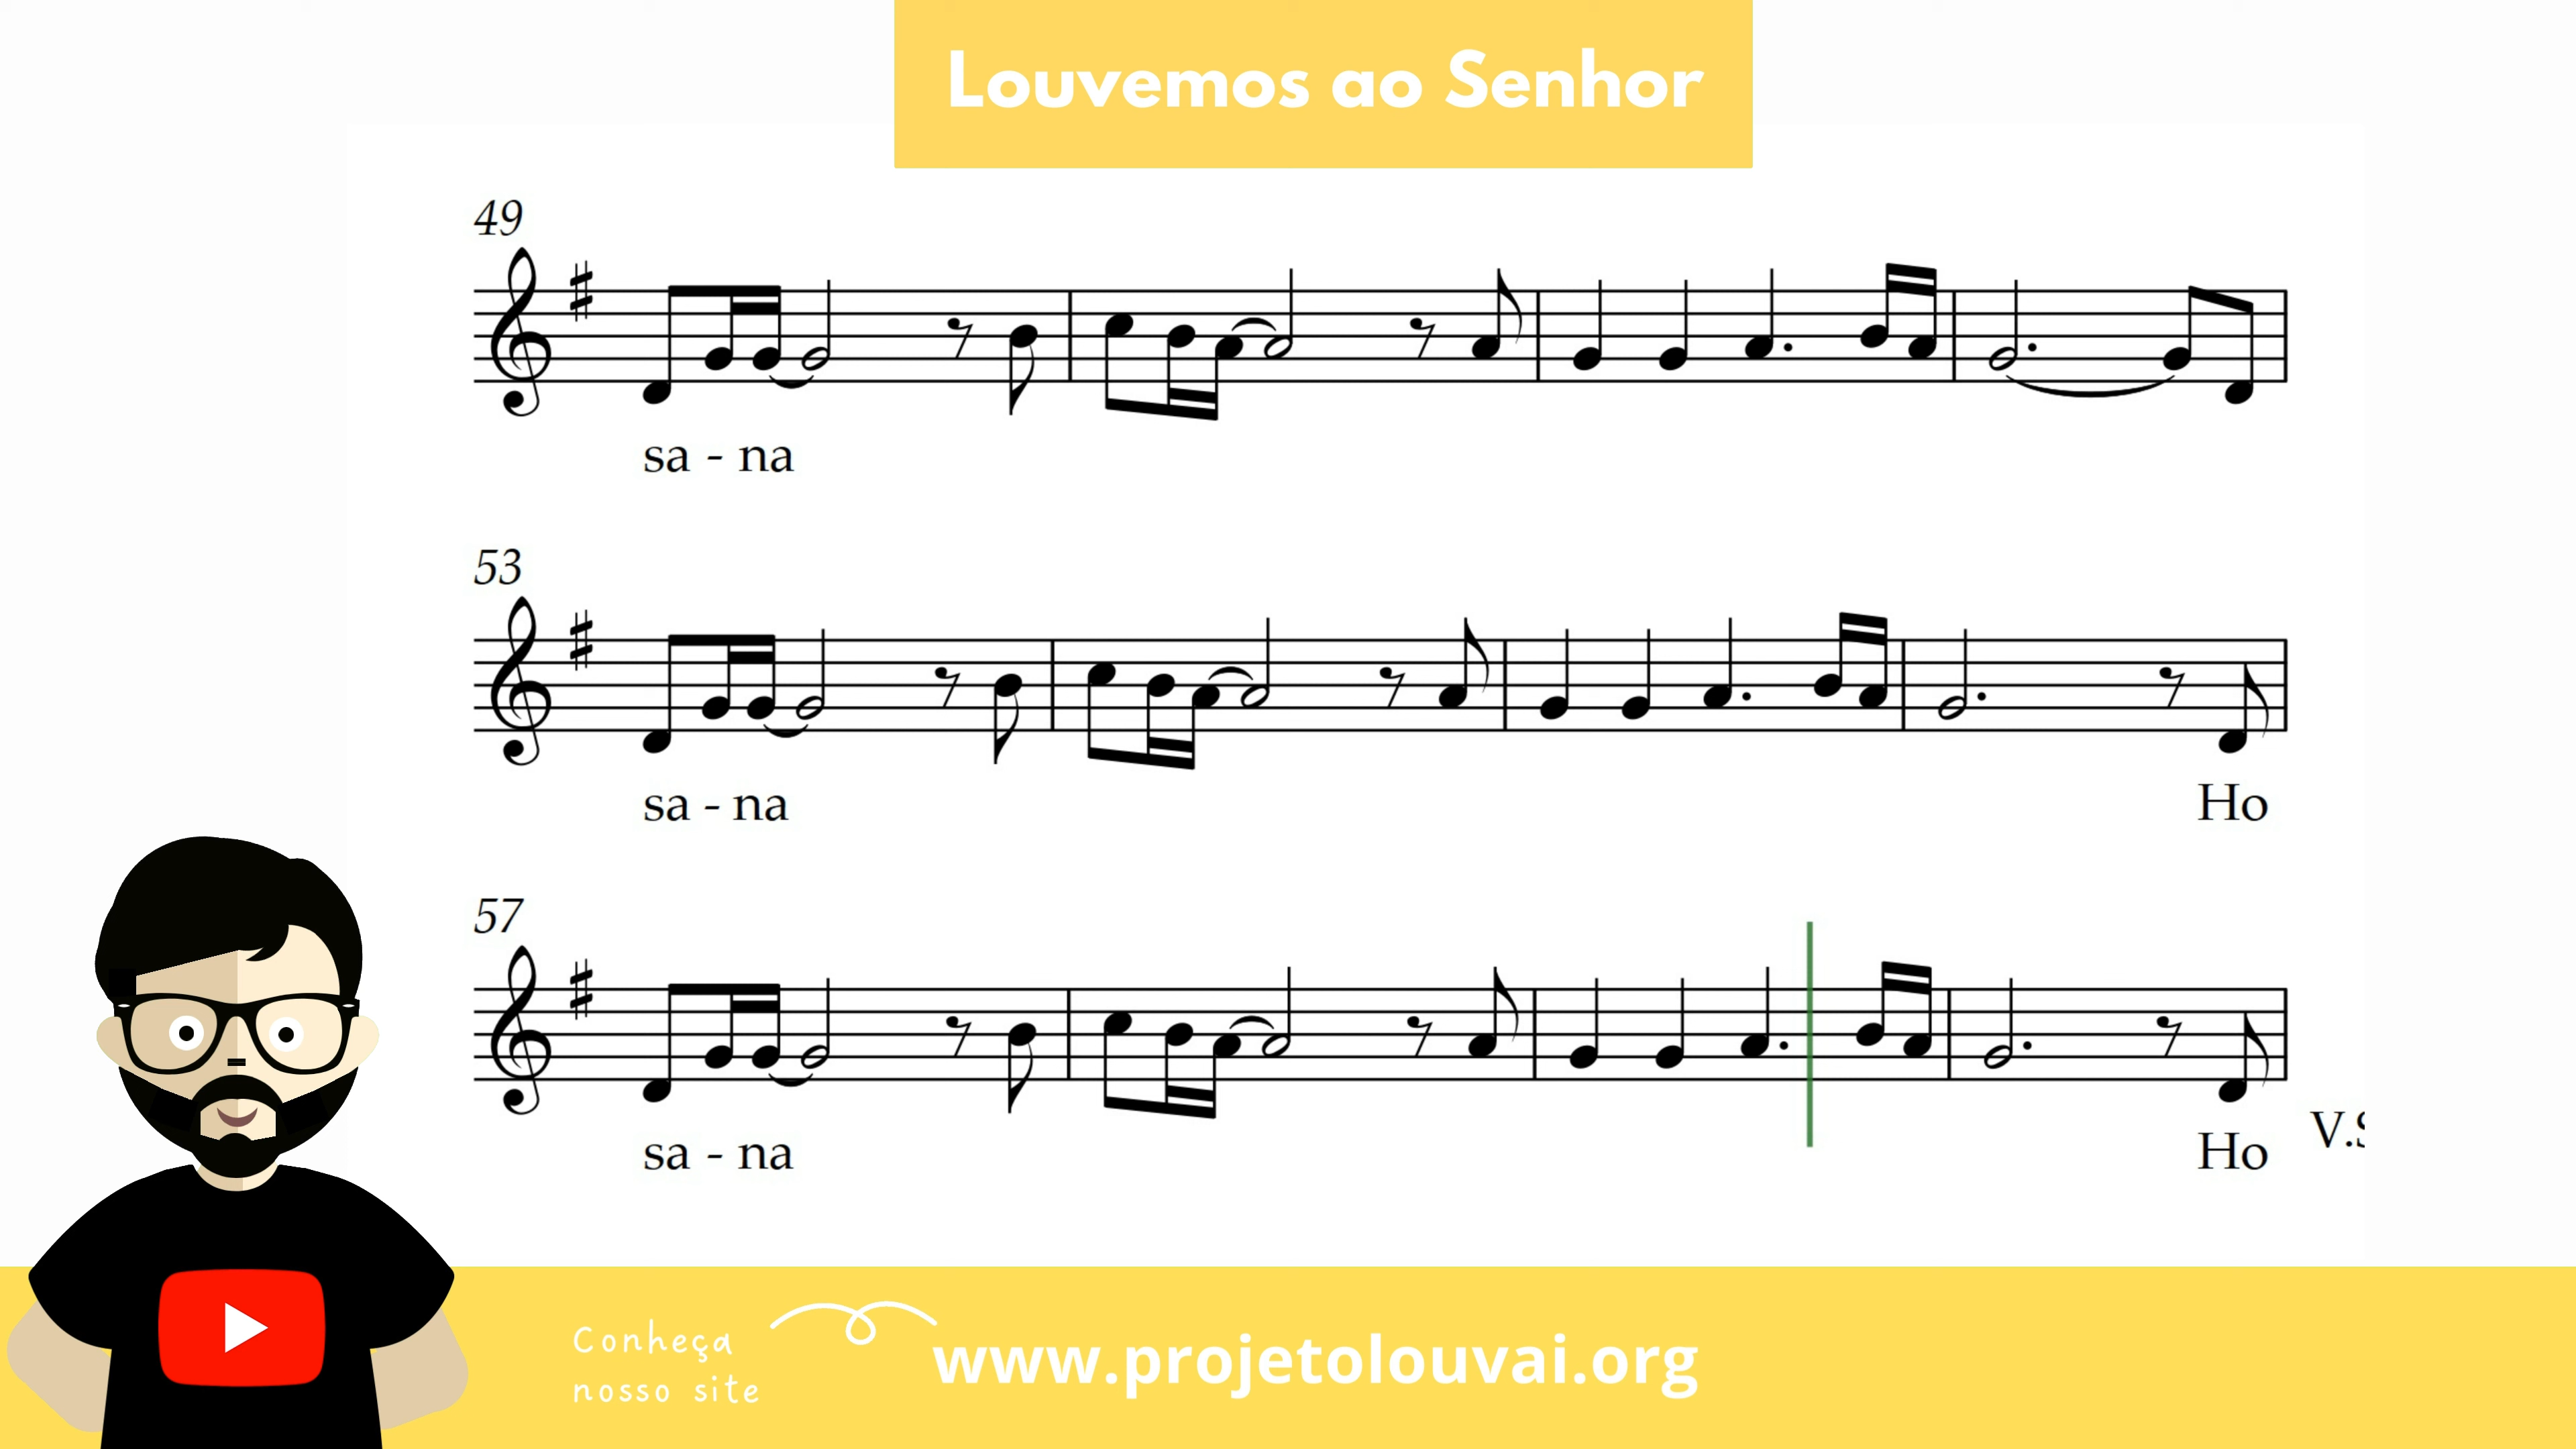 Louvemos ao Senhor
49
sa - na
53
sa - na Ho
57
sa - na Ho
Conheça
nosso site
www.projetolouvai.org